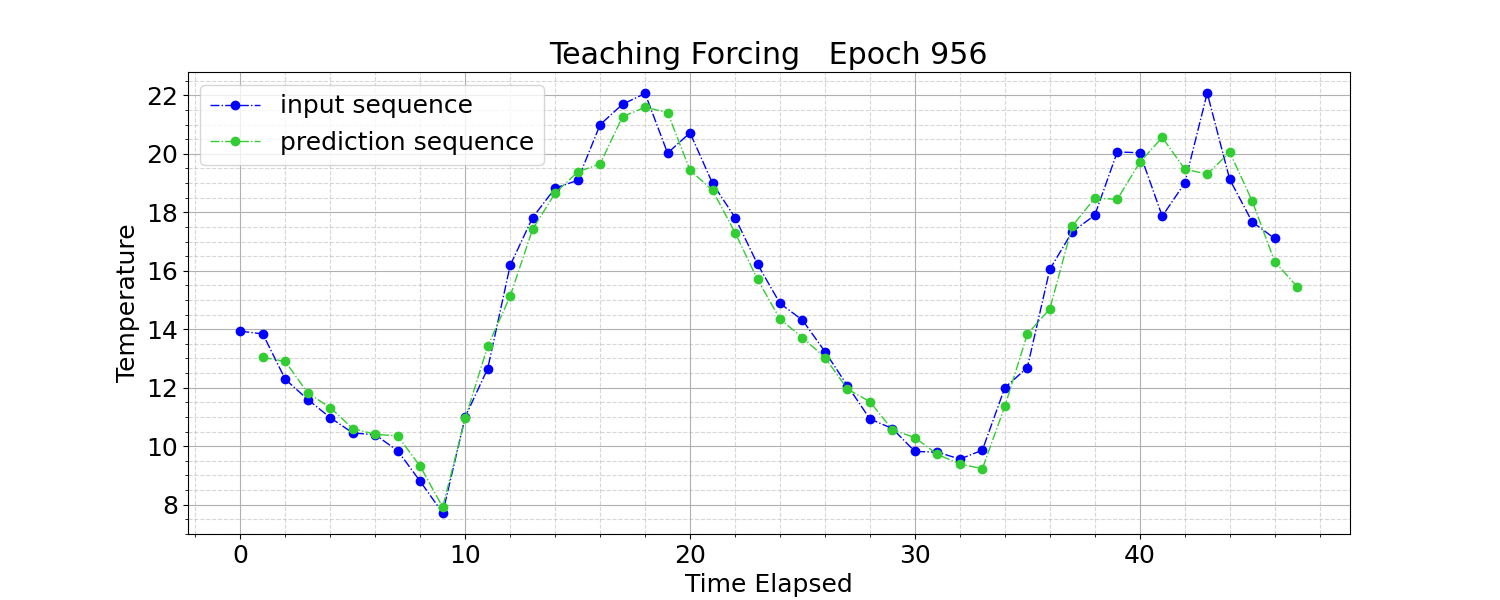 Teaching Forcing   Epoch 956
input sequence
prediction sequence
22
20
18
16
14
12
10
8
Temperature
0 10 20 30 40
Time Elapsed